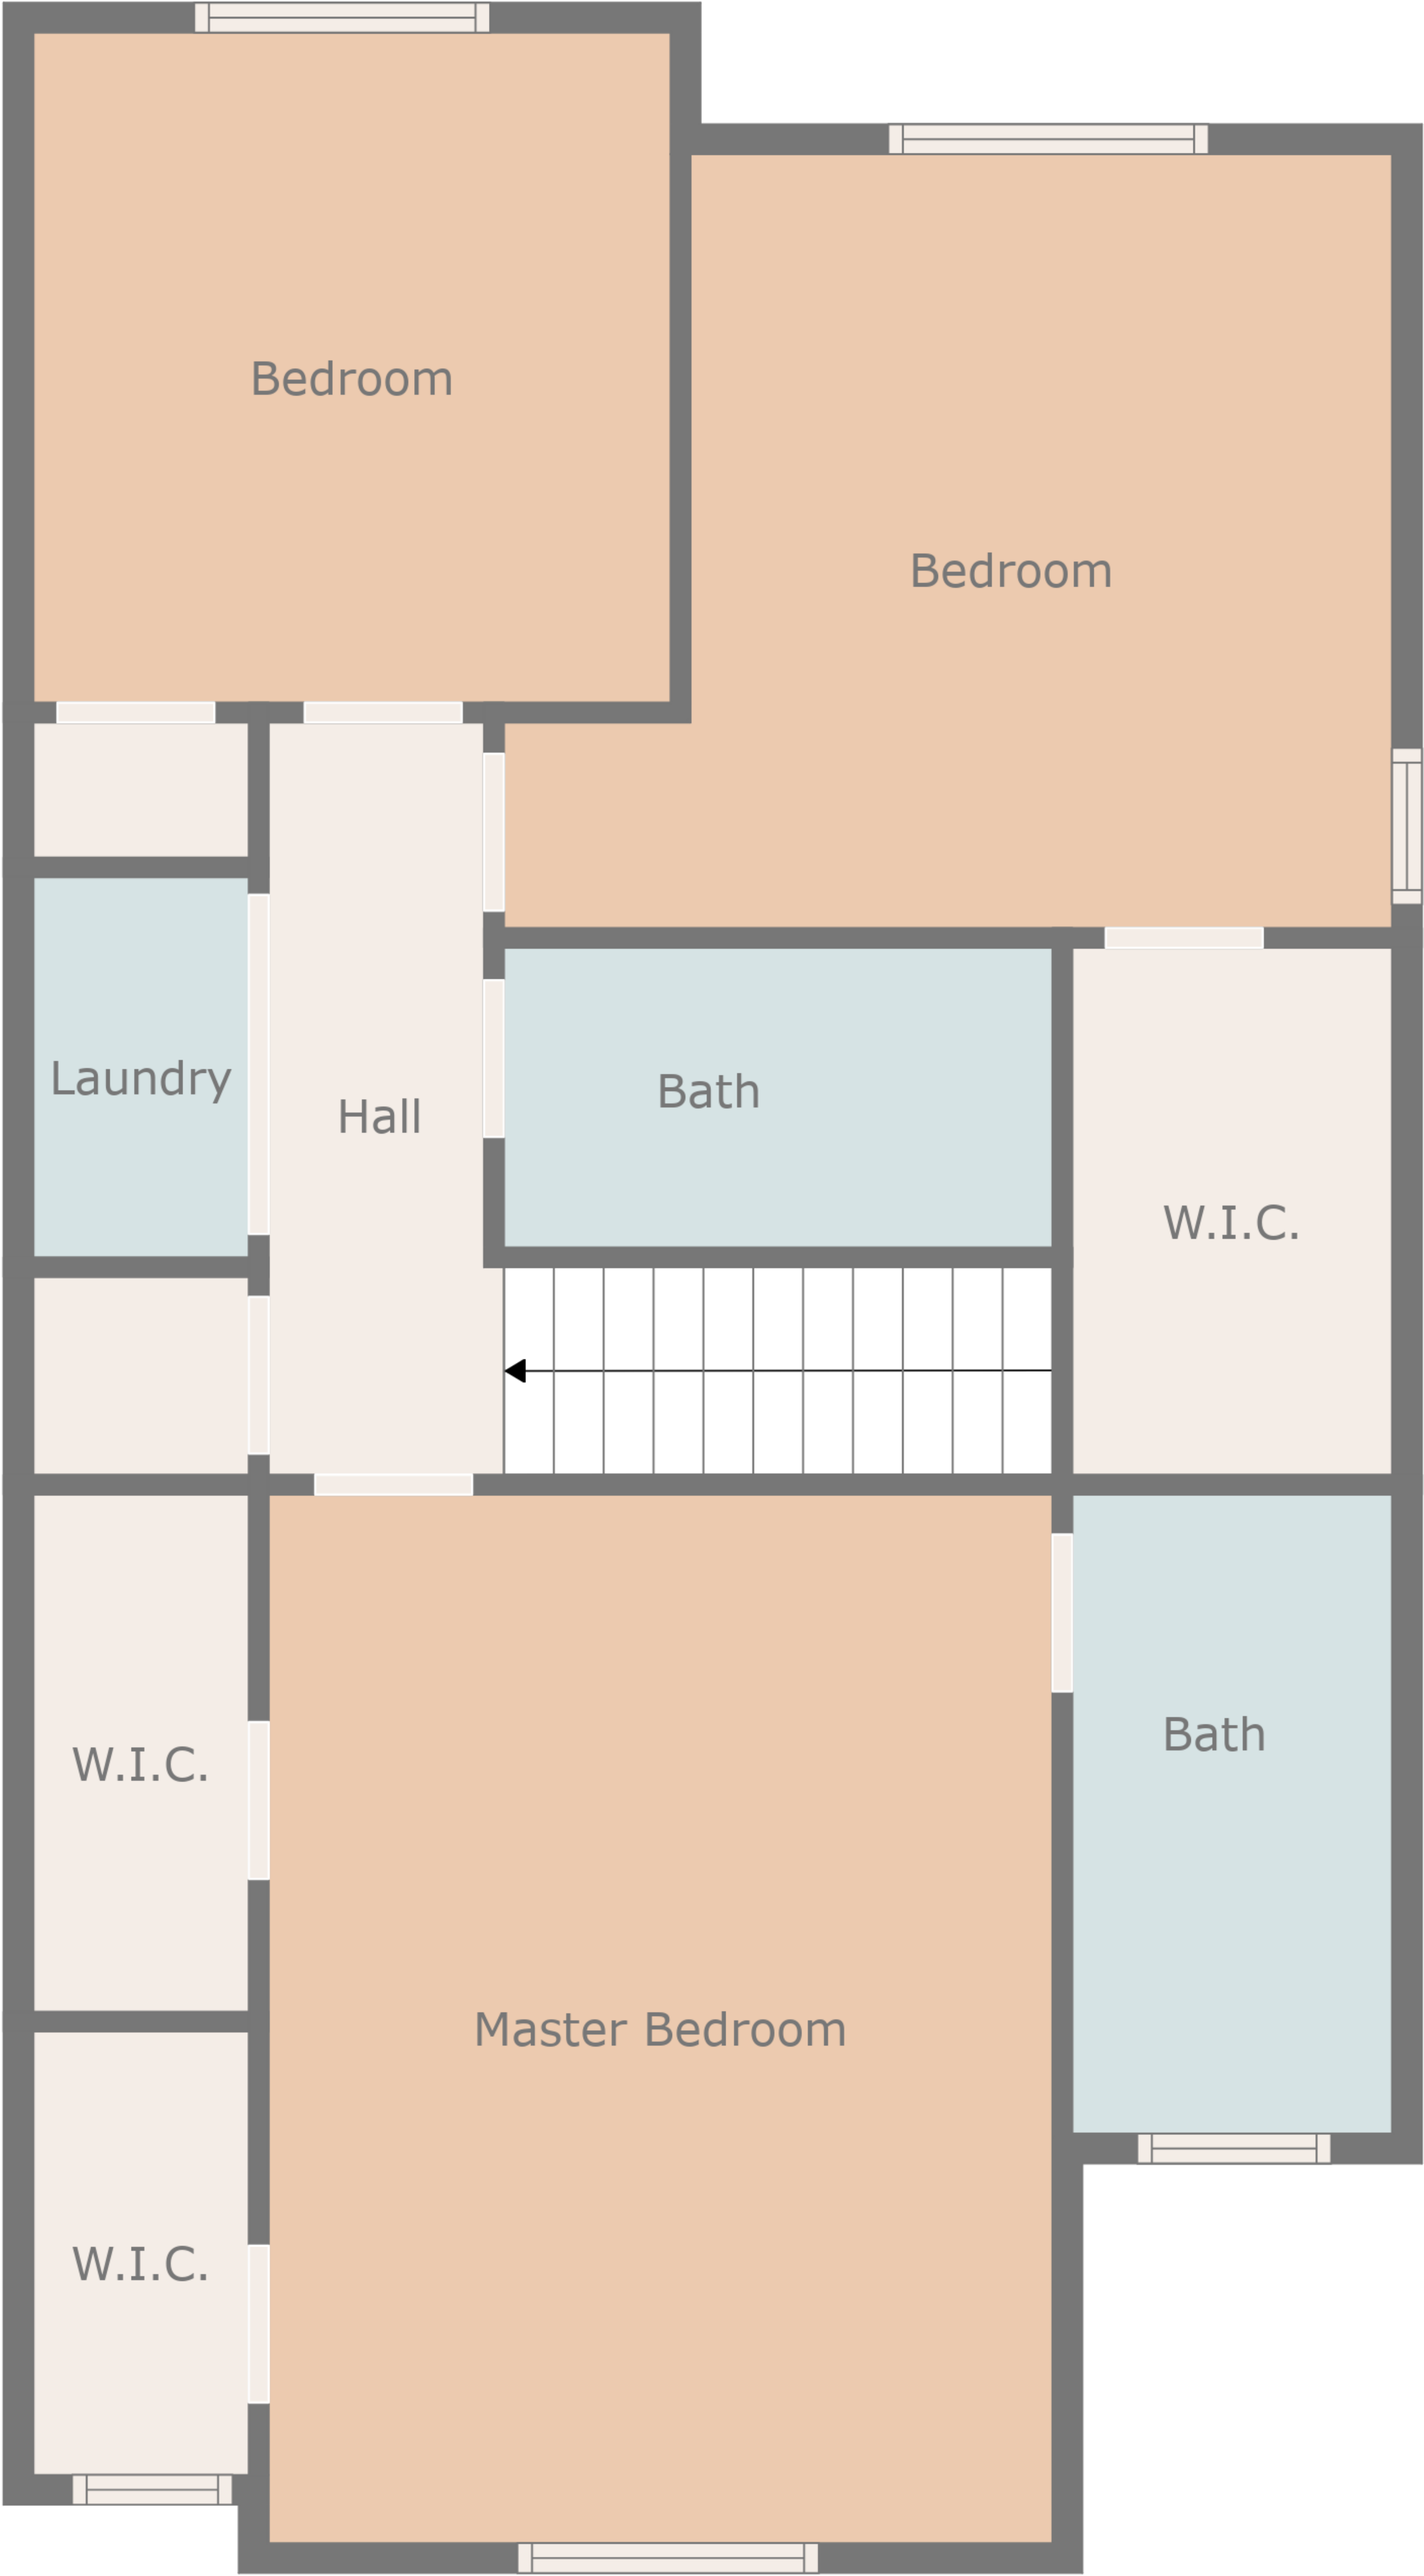 Bedroom
Bedroom
Laundry
Hall
Bath
W.I.C.
W.I.C.
Bath
Master Bedroom
W.I.C.